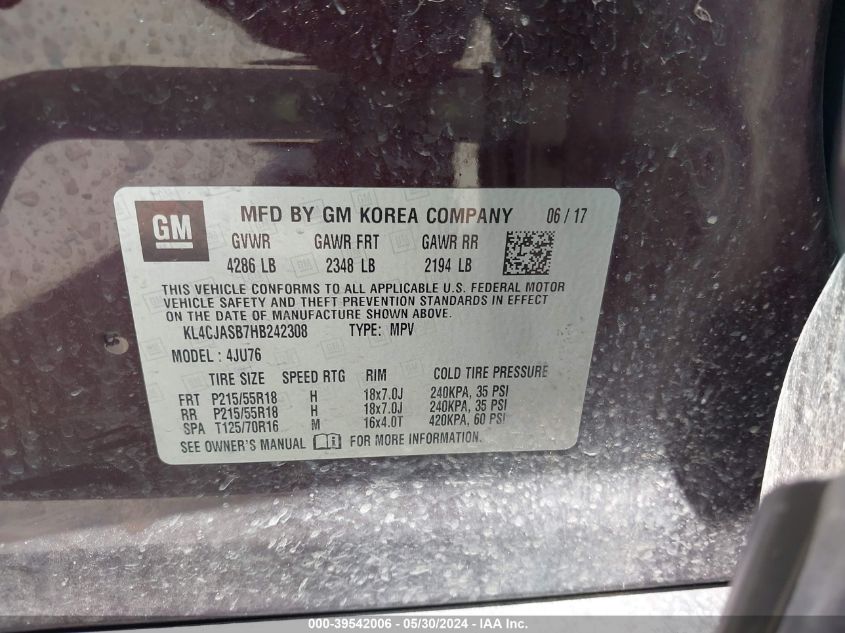 GM MFD BY GM KOREA COMPANY 06 / 17
GVWR GAWR FRT GAWR RR
4286 LB 2348 LB 2194 LB
THIS VEHICLE CONFORMS TO ALL APPLICABLE U.S. FEDERAL MOTOR
VEHICLE SAFETY AND THEFT PREVENTION STANDARDS IN EFFECT
ON THE DATE OF MANUFACTURE SHOWN ABOVE.
KL4CJASB7HB242308 TYPE: MPV
MODEL : 4JU76
TIRE SIZE SPEED RTG RIM COLD TIRE PRESSURE
FRT P215/55R18 H 18x7.0J 240KPA, 35 PSI
RR P215/55R18 H 18x7.0J 240KPA, 35 PSI
SPA T125/70R16 M 16x4.0T 420KPA, 60 PSI
SEE OWNER'S MANUAL FOR MORE INFORMATION.
000-39542006 - 05/30/2024 - IAA Inc.